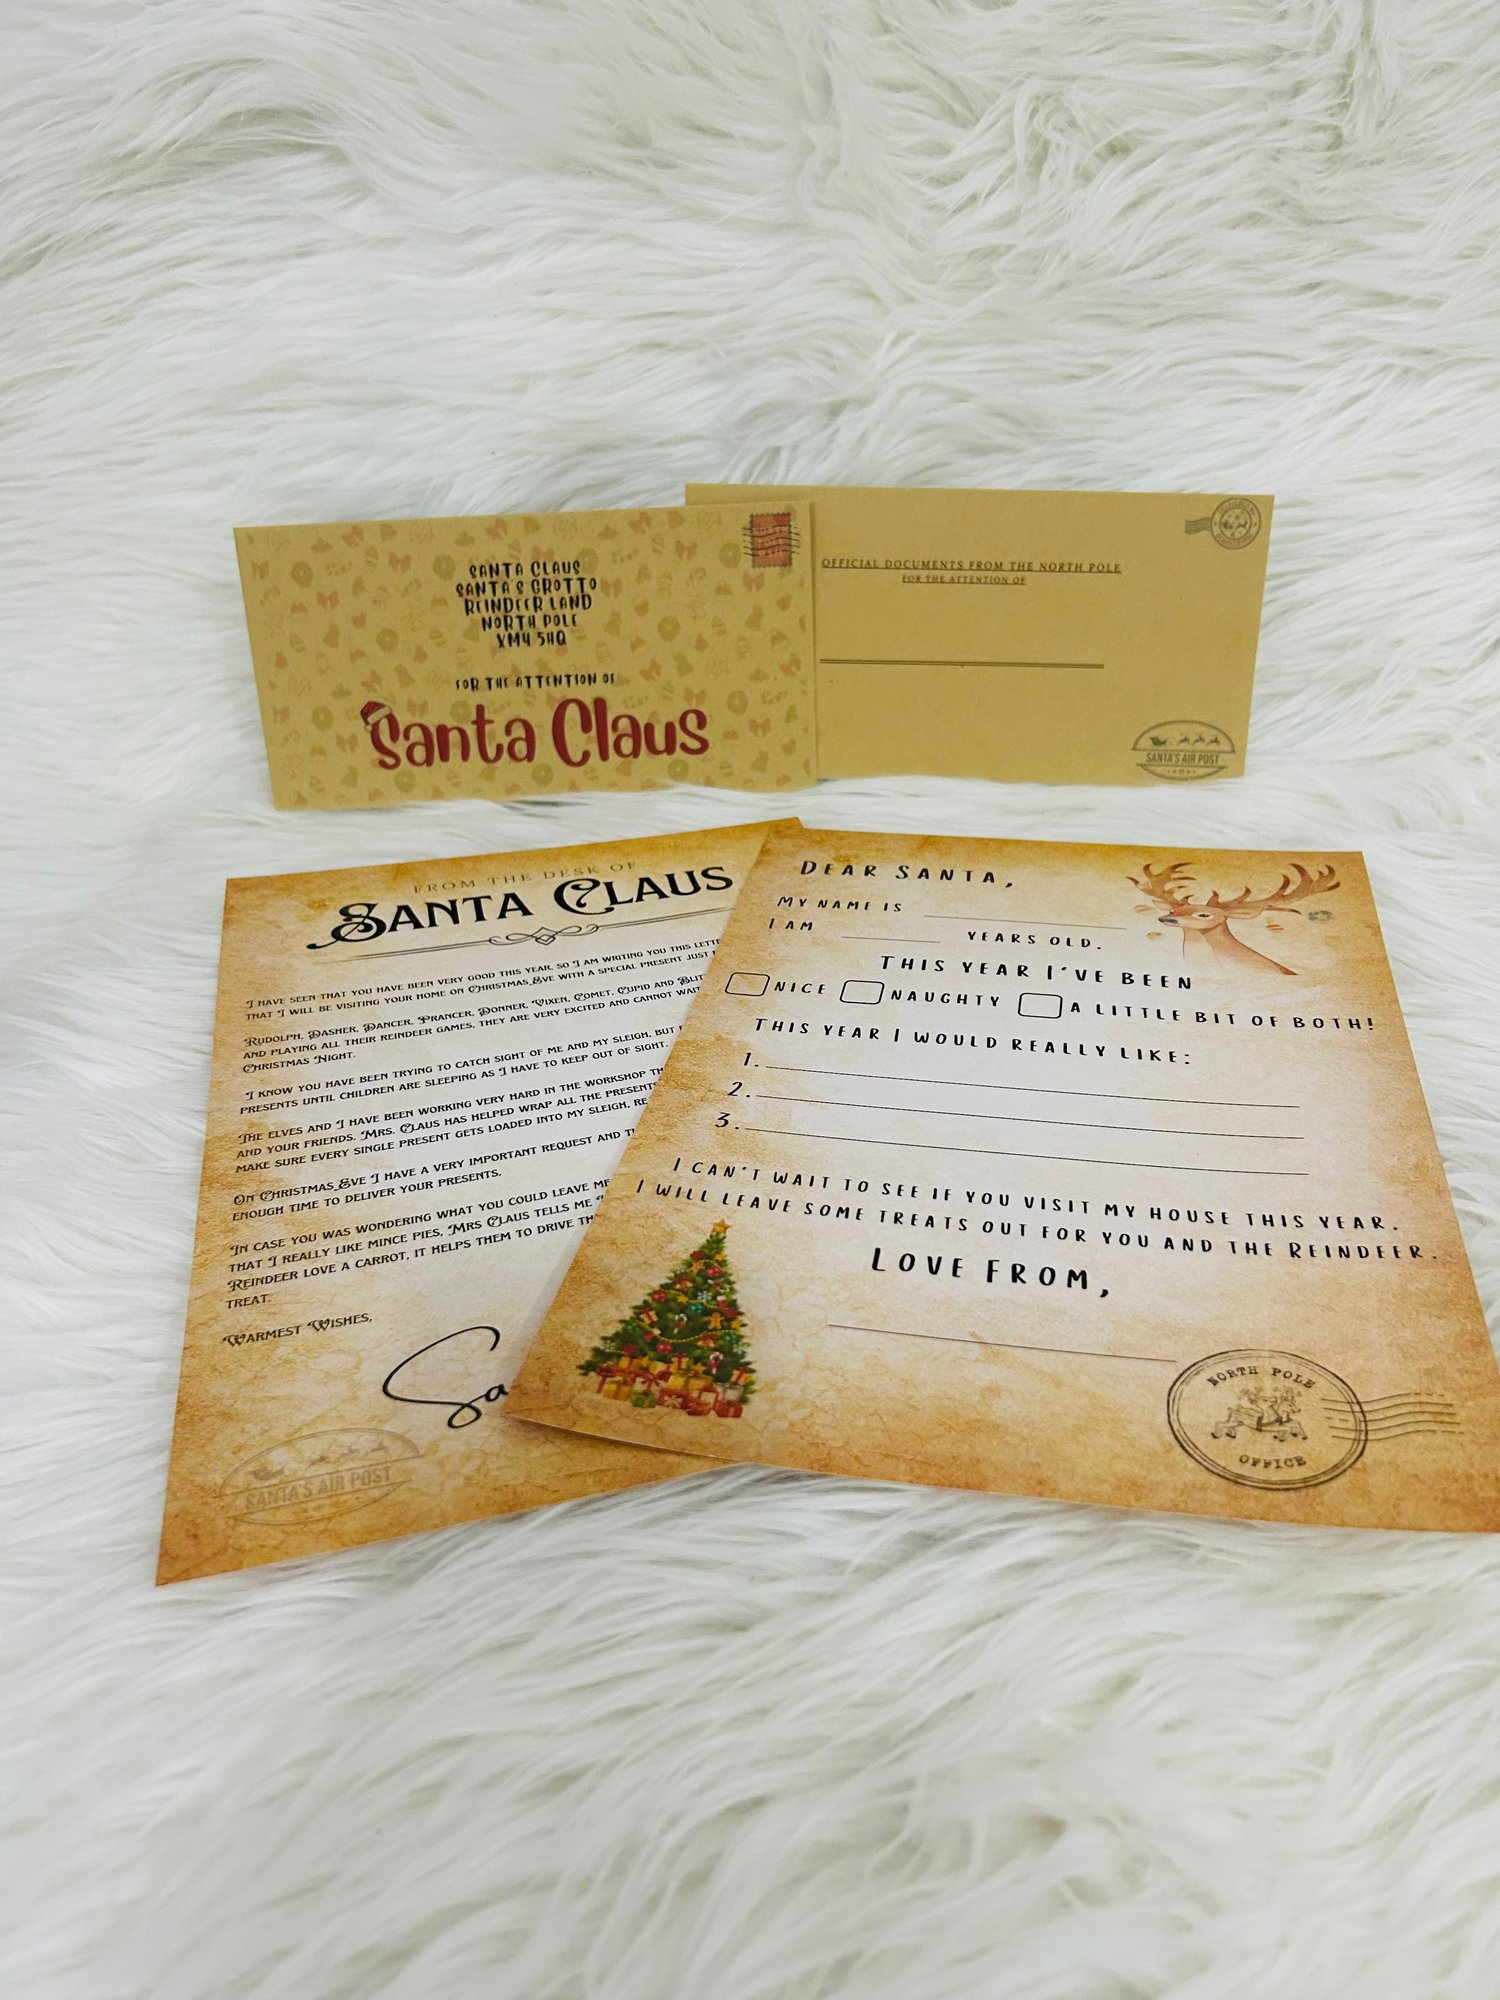 SANTA CLAUS
SANTA'S GROTTO
REINDEER LAND
NORTH POLE
XM4 5HQ
FOR THE ATTENTION OF
Santa Claus
OFFICIAL DOCUMENTS FROM THE NORTH POLE
FOR THE ATTENTION OF
SANTA'S AIR POST
FROM THE DESK OF
SANTA CLAUS
I HAVE SEEN THAT YOU HAVE BEEN VERY GOOD THIS YEAR, SO I AM WRITING YOU THIS
THAT I WILL BE VISITING YOUR HOME ON CHRISTMAS EVE WITH A SPECIAL PRESENT JUST
RUDOLPH, DASHER, DANCER, PRANCER, DONNER, VIXEN, COMET, CUPID AND
AND PLAYING ALL THEIR REINDEER GAMES. THEY ARE VERY EXCITED AND CANNOT WAIT
CHRISTMAS NIGHT.
I KNOW YOU HAVE BEEN TRYING TO CATCH SIGHT OF ME AND MY SLEIGH, BUT
PRESENTS UNTIL CHILDREN ARE SLEEPING AS I HAVE TO KEEP OUT OF SIGHT.
THE ELVES AND I HAVE BEEN WORKING VERY HARD IN THE WORKSHOP
AND YOUR FRIENDS. MRS. CLAUS HAS HELPED WRAP ALL THE PRESENTS
MAKE SURE EVERY SINGLE PRESENT GETS LOADED INTO MY SLEIGH,
ON CHRISTMAS EVE I HAVE A VERY IMPORTANT REQUEST AND
ENOUGH TIME TO DELIVER YOUR PRESENTS.
IN CASE YOU WAS WONDERING WHAT YOU COULD LEAVE ME
THAT I REALLY LIKE MINCE PIES, MRS CLAUS TELLS ME
REINDEER LOVE A CARROT, IT HELPS THEM TO DRIVE
TREAT.
WARMEST WISHES,
Sa
SANTA'S AIR POST
DEAR SANTA,
MY NAME IS
I AM YEARS OLD.
THIS YEAR I'VE BEEN
NICE NAUGHTY A LITTLE BIT OF BOTH!
THIS YEAR I WOULD REALLY LIKE:
1.
2.
3.
I CAN'T WAIT TO SEE IF YOU VISIT MY HOUSE THIS YEAR.
I WILL LEAVE SOME TREATS OUT FOR YOU AND THE REINDEER.
LOVE FROM,
NORTH POLE
OFFICE